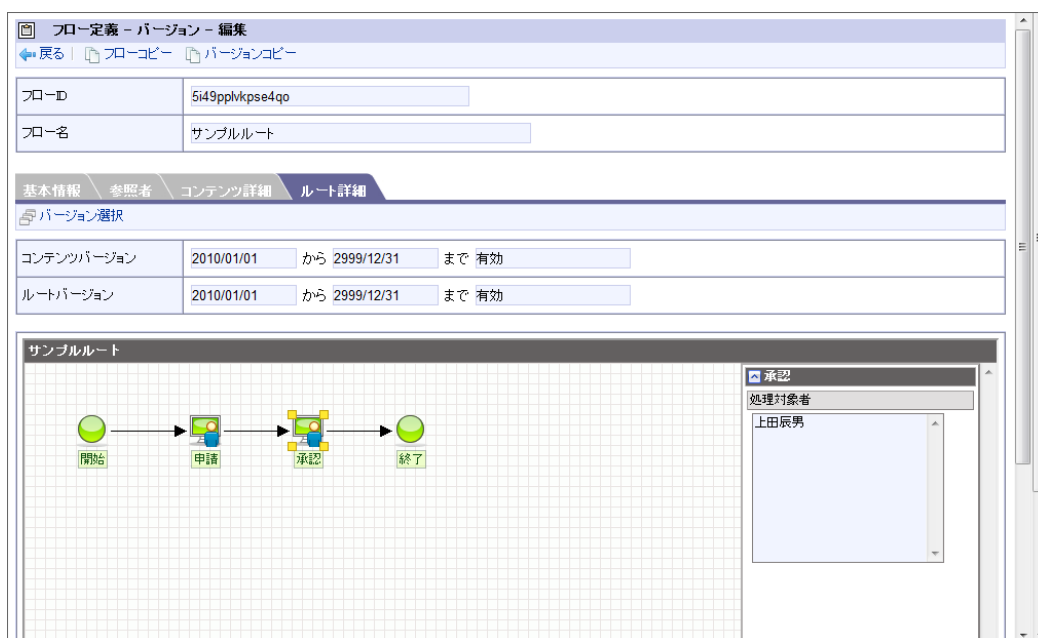 フロー定義 - バージョン - 編集
戻る フローコピー バージョンコピー
フローID 5i49pplvkpse4qo
フロー名 サンプルルート
基本情報 参照者 コンテンツ詳細 ルート詳細
バージョン選択
コンテンツバージョン 2010/01/01 から 2999/12/31 まで 有効
ルートバージョン 2010/01/01 から 2999/12/31 まで 有効
サンプルルート
承認
処理対象者
上田辰男
開始 申請 承認 終了